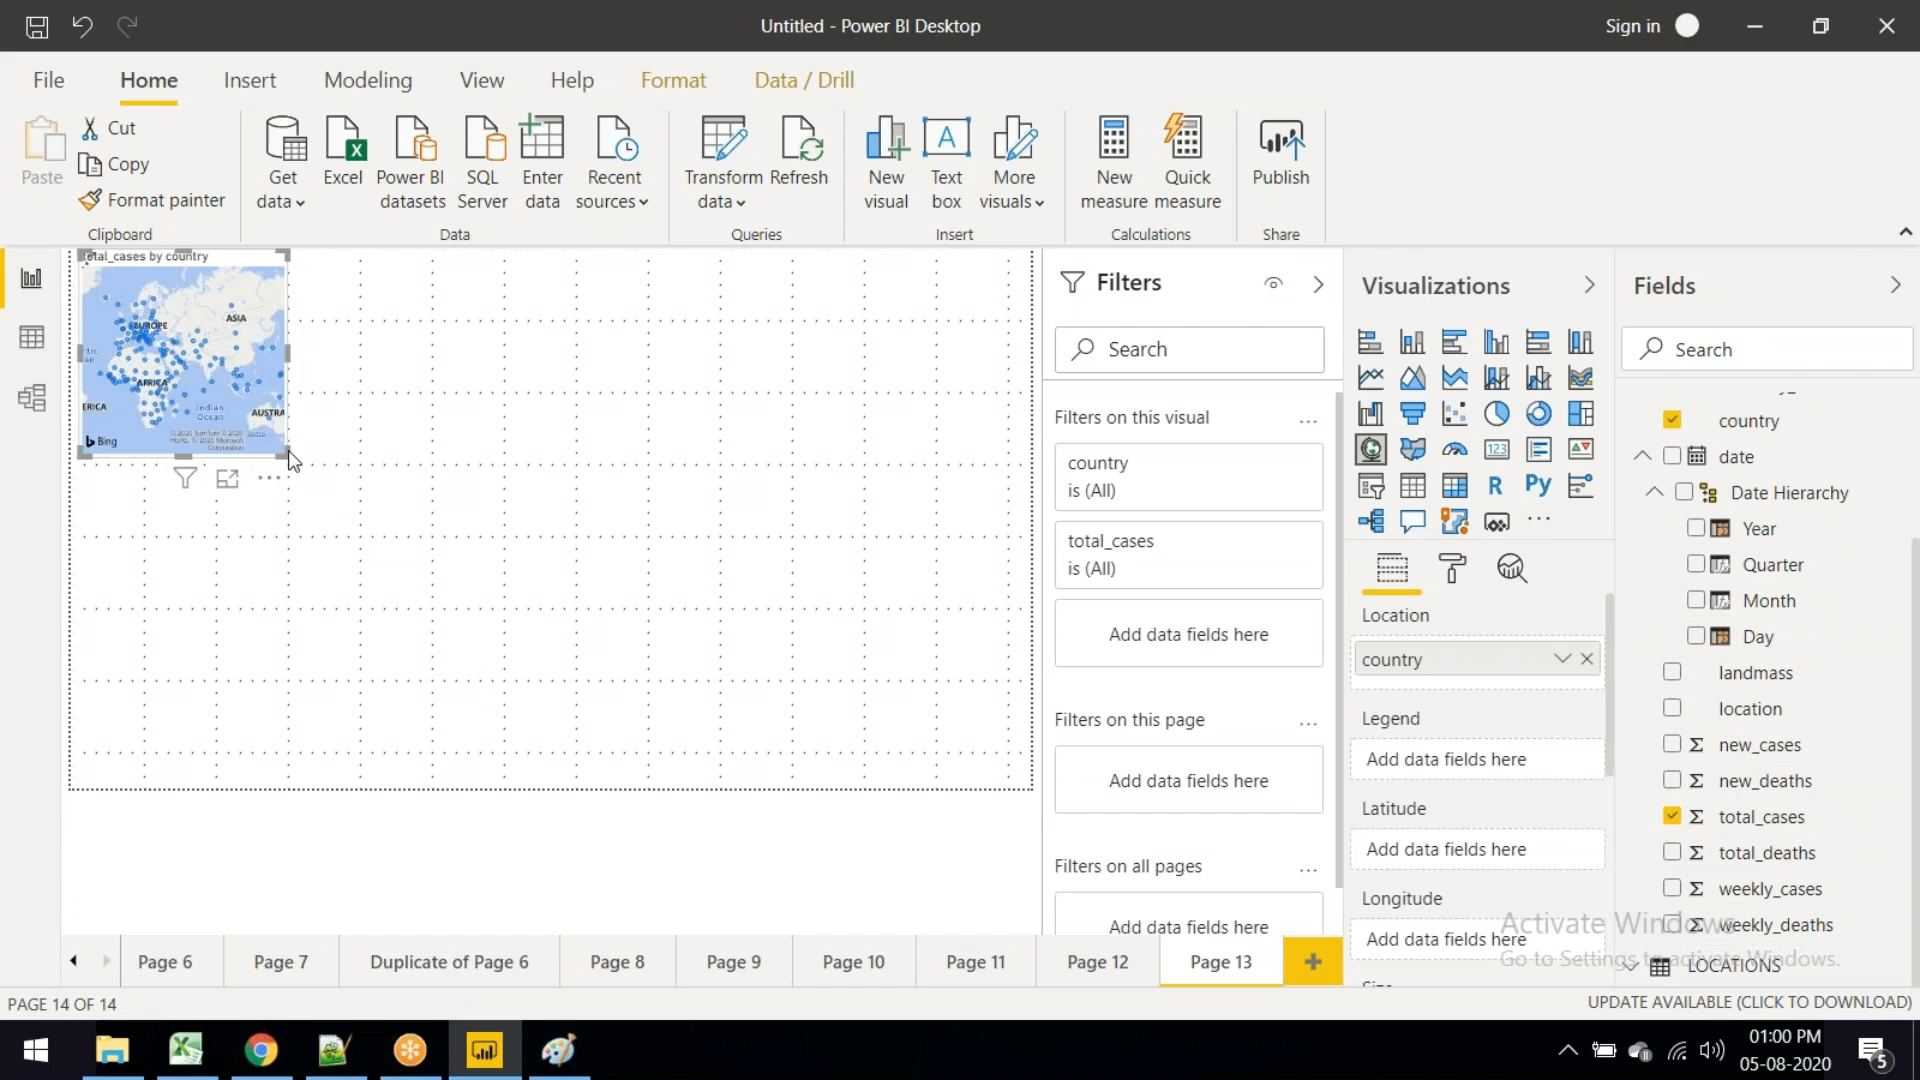 Untitled - Power BI Desktop
Sign in
File
Home
Insert
Modeling
View
Help
Format
Data / Drill
Paste
Cut
Copy
Format painter
Clipboard
Get data
Excel
Power BI datasets
SQL Server
Enter data
Recent sources
Data
Transform data
Refresh
Queries
New visual
Text box
More visuals
Insert
New measure
Quick measure
Calculations
Publish
Share
total_cases by country
EUROPE
ASIA
AFRICA
ERICA
Indian Ocean
AUSTRA
Bing
Filters
Search
Filters on this visual
country
is (All)
total_cases
is (All)
Add data fields here
Filters on this page
Add data fields here
Filters on all pages
Add data fields here
Visualizations
123
R
Py
Location
country
Legend
Add data fields here
Latitude
Add data fields here
Longitude
Add data fields here
Fields
Search
country
date
Date Hierarchy
Year
Quarter
Month
Day
landmass
location
new_cases
new_deaths
total_cases
total_deaths
weekly_cases
weekly_deaths
LOCATIONS
Activate Windows
Go to Settings to activate Windows.
Page 6
Page 7
Duplicate of Page 6
Page 8
Page 9
Page 10
Page 11
Page 12
Page 13
PAGE 14 OF 14
UPDATE AVAILABLE (CLICK TO DOWNLOAD)
01:00 PM
05-08-2020
5